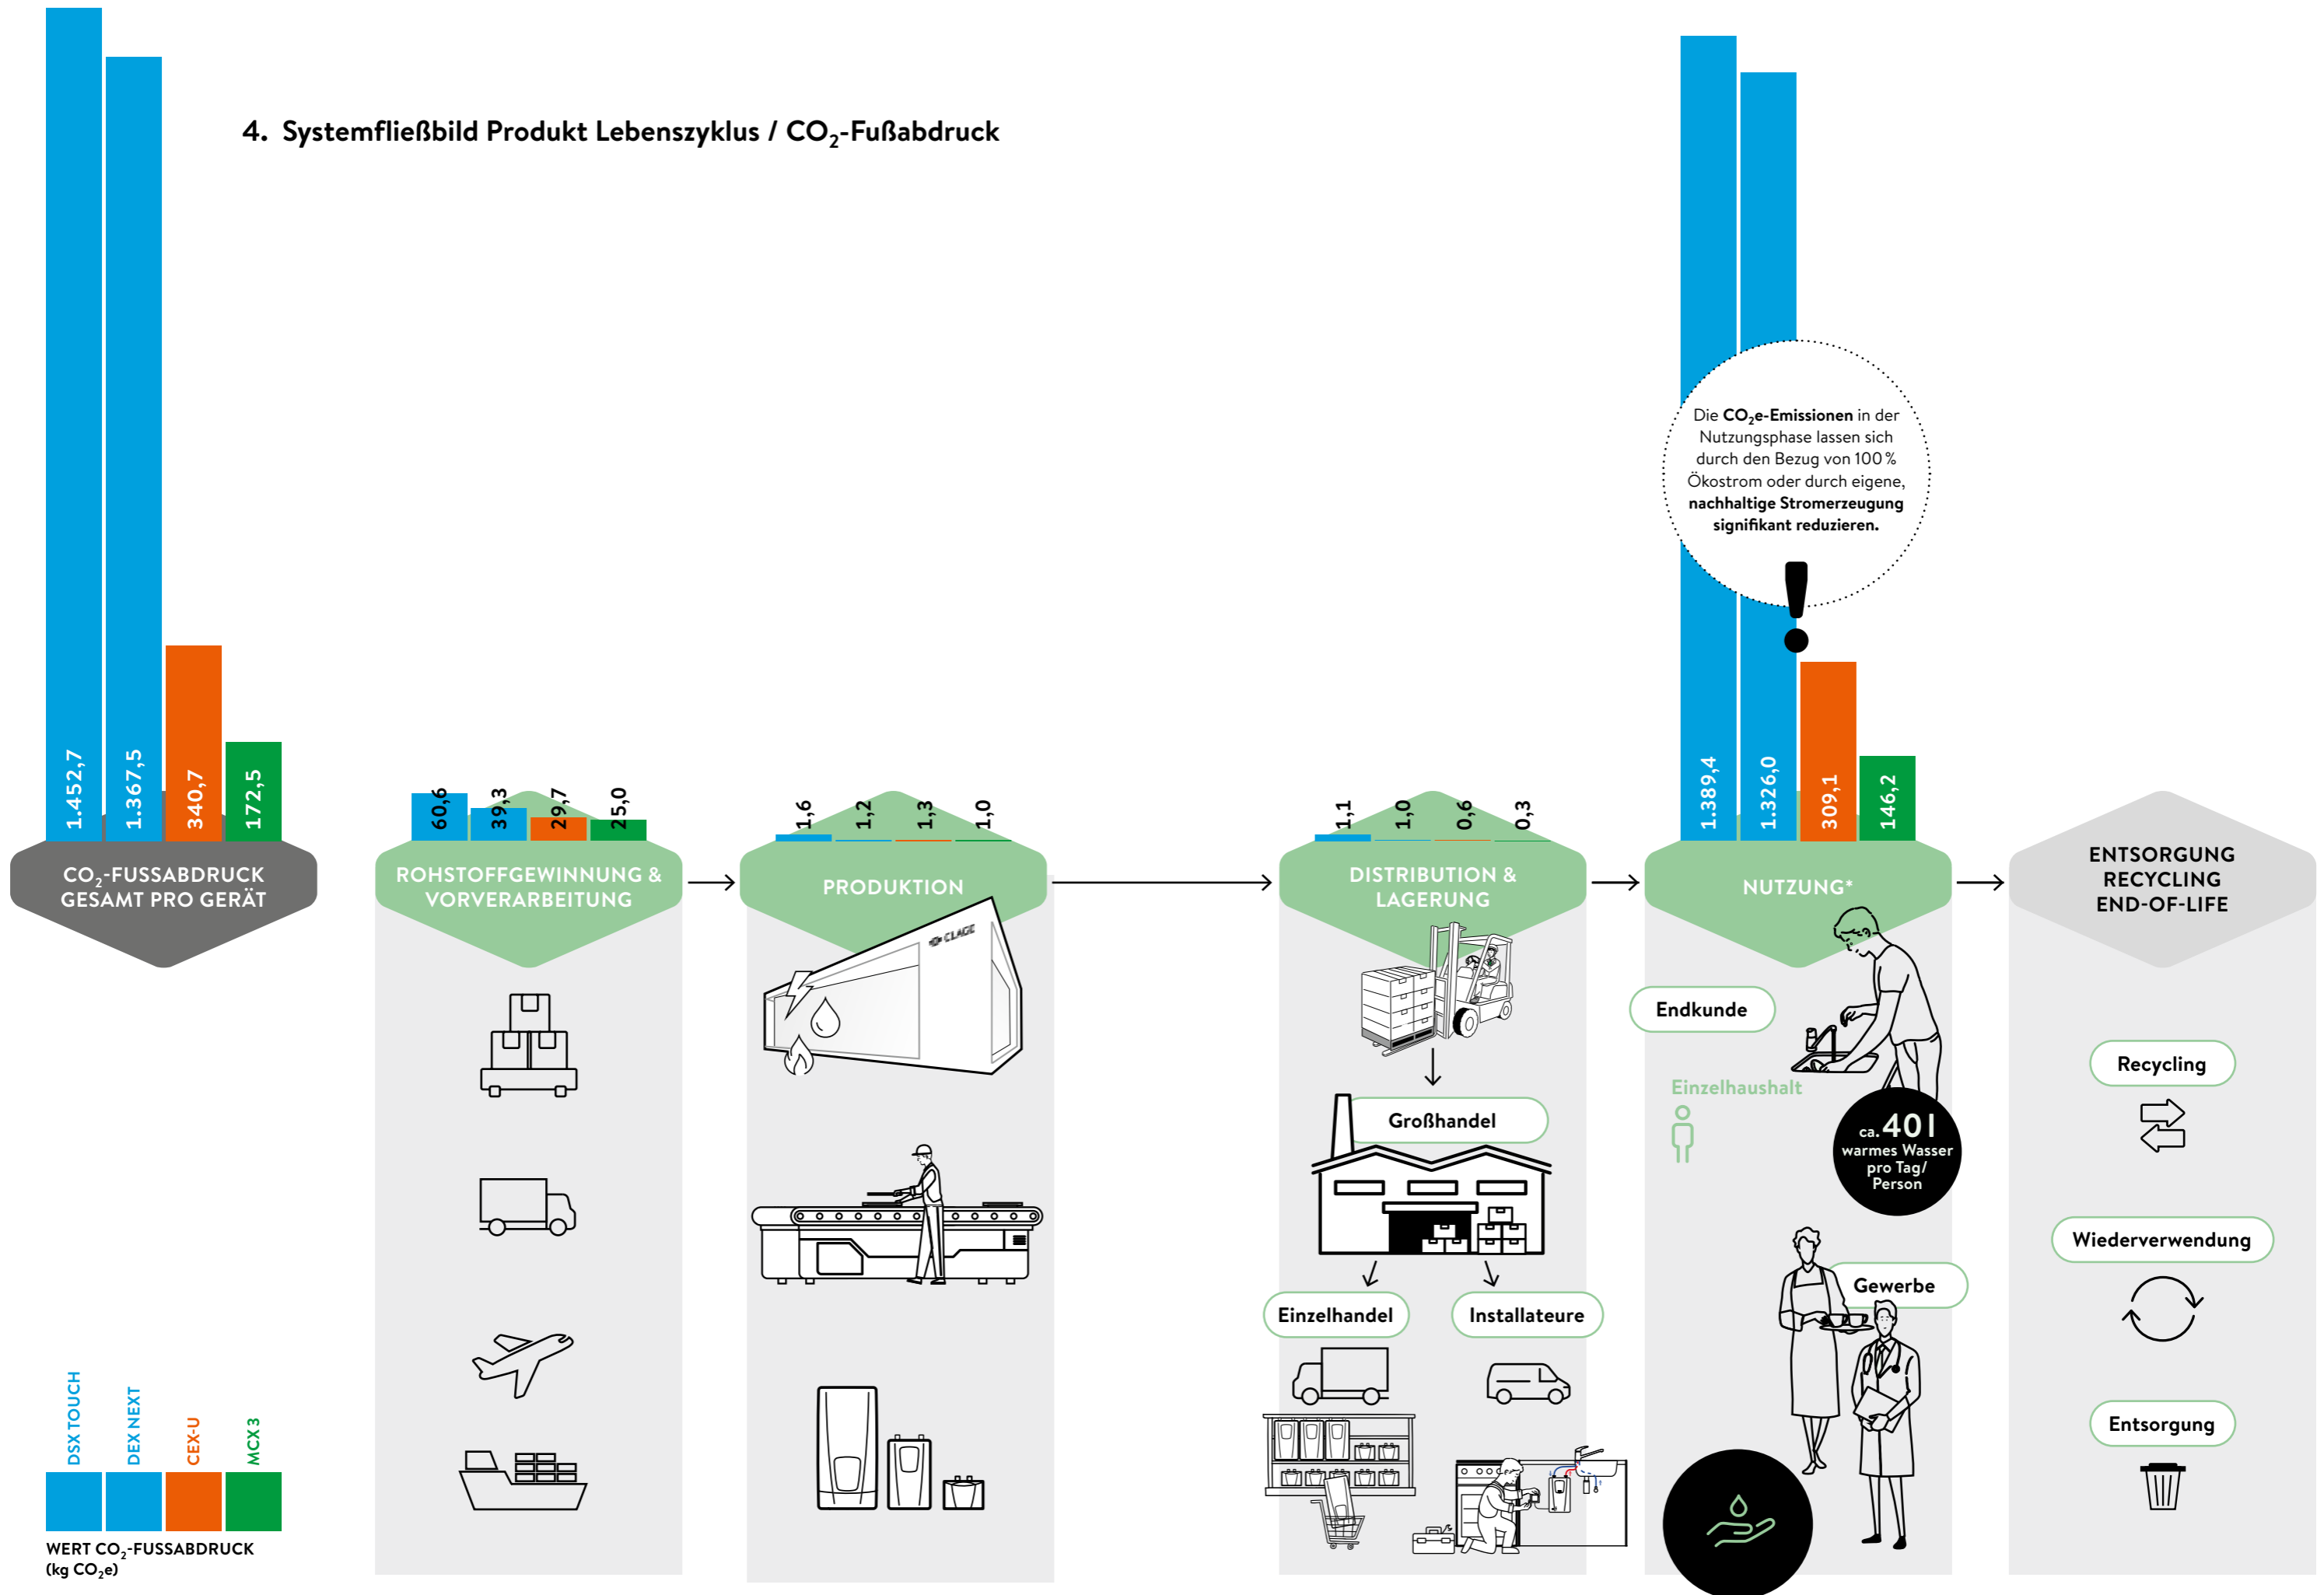 4. Systemfließbild Produkt Lebenszyklus / CO₂-Fußabdruck
1.452,7
1.367,5
340,7
172,5
CO₂-FUSSABDRUCK
GESAMT PRO GERÄT
60,6
39,3
29,7
25,0
ROHSTOFFGEWINNUNG &
VORVERARBEITUNG
1,6
1,2
1,3
1,0
PRODUKTION
CLAGE
1,1
1,0
0,6
0,3
DISTRIBUTION &
LAGERUNG
Großhandel
Einzelhandel
Installateure
Die CO₂e-Emissionen in der
Nutzungsphase lassen sich
durch den Bezug von 100 %
Ökostrom oder durch eigene,
nachhaltige Stromerzeugung
signifikant reduzieren.
1.389,4
1.326,0
309,1
146,2
NUTZUNG*
Endkunde
Einzelhaushalt
ca. 40 l
warmes Wasser
pro Tag/
Person
Gewerbe
ENTSORGUNG
RECYCLING
END-OF-LIFE
Recycling
Wiederverwendung
Entsorgung
DSX TOUCH
DEX NEXT
CEX-U
MCX 3
WERT CO₂-FUSSABDRUCK
(kg CO₂e)